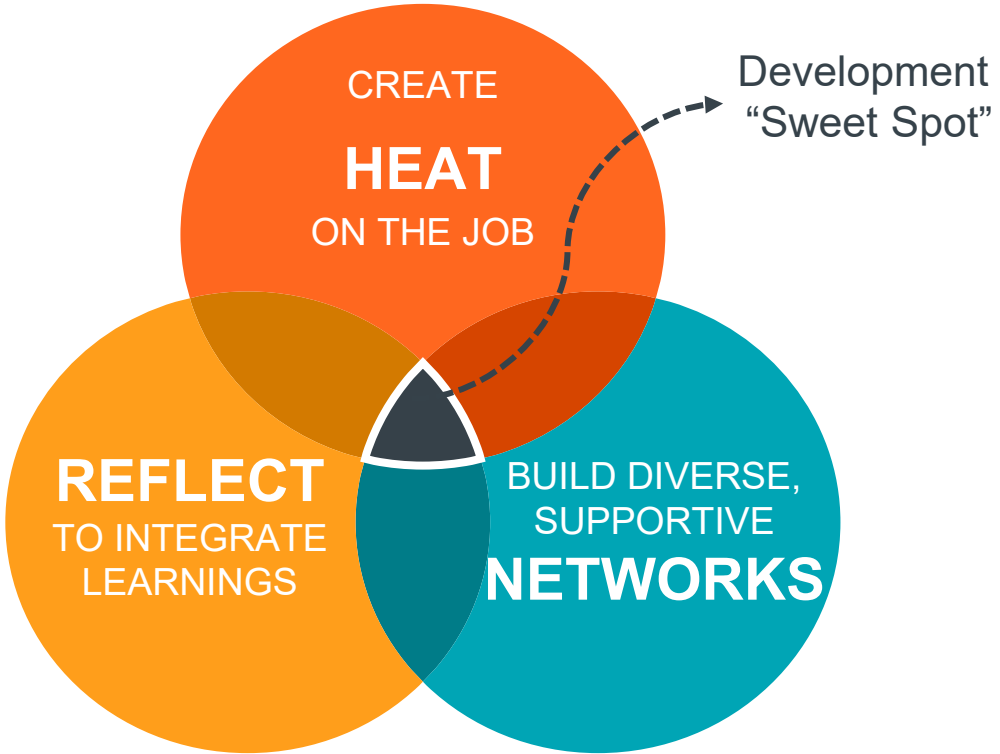 CREATE
HEAT
ON THE JOB
Development
“Sweet Spot”
REFLECT
TO INTEGRATE
LEARNINGS
BUILD DIVERSE,
SUPPORTIVE
NETWORKS